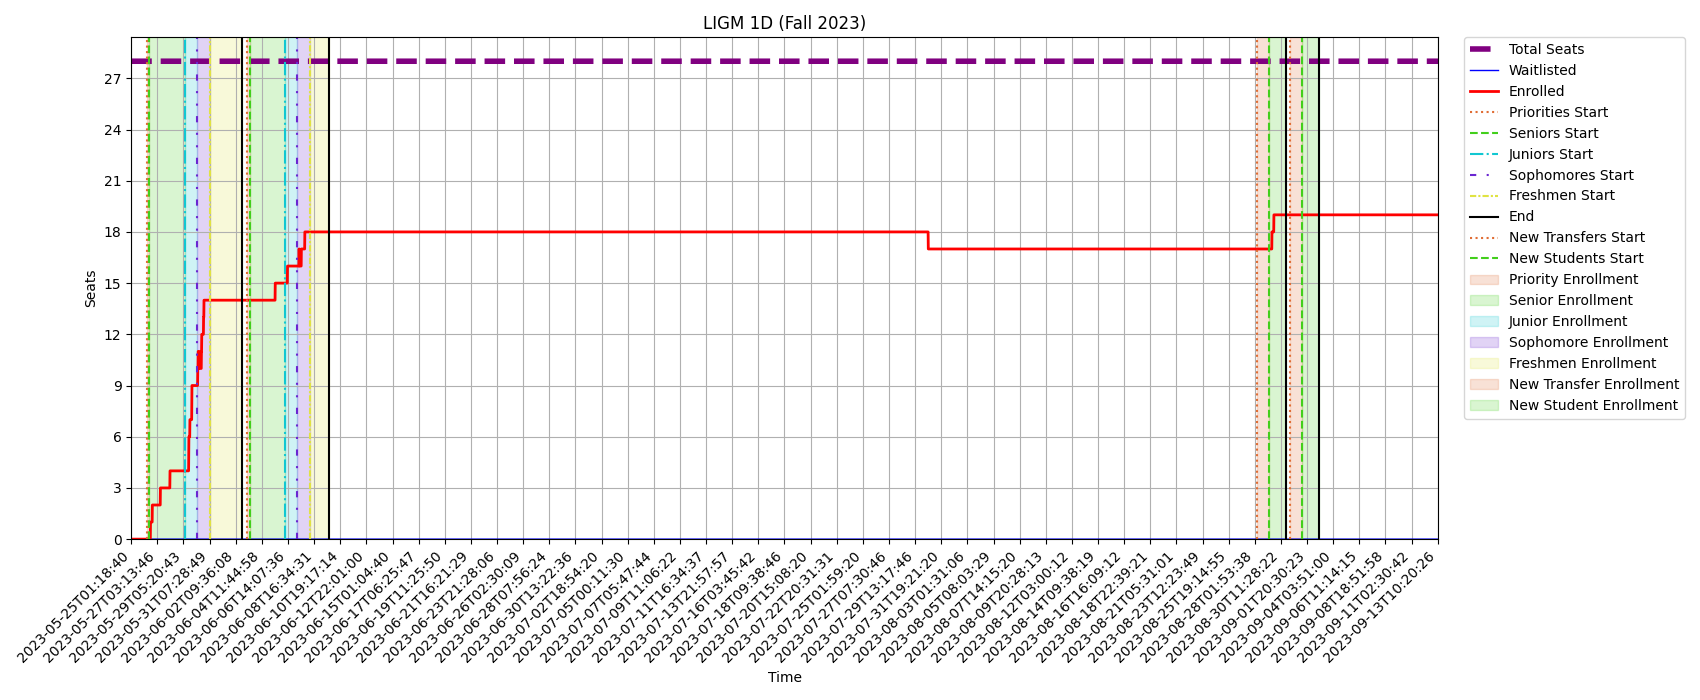 LIGM 1D (Fall 2023)
Seats
27
24
21
18
15
12
9
6
3
0
2023-05-25T01:18:40
2023-05-27T03:13:46
2023-05-29T05:20:43
2023-05-31T07:28:49
2023-06-02T09:36:08
2023-06-04T11:44:58
2023-06-06T14:07:36
2023-06-08T16:34:31
2023-06-10T19:17:14
2023-06-12T22:01:00
2023-06-15T01:04:40
2023-06-17T06:25:47
2023-06-19T11:25:50
2023-06-21T16:21:29
2023-06-23T21:28:06
2023-06-26T02:30:09
2023-06-28T07:56:24
2023-06-30T13:22:36
2023-07-02T18:54:20
2023-07-05T00:11:30
2023-07-07T05:47:44
2023-07-09T11:06:22
2023-07-11T16:34:37
2023-07-13T21:57:57
2023-07-16T03:45:42
2023-07-18T09:38:46
2023-07-20T15:08:20
2023-07-22T20:31:31
2023-07-25T01:59:20
2023-07-27T07:30:46
2023-07-29T13:17:46
2023-07-31T19:21:20
2023-08-03T01:31:06
2023-08-05T08:03:29
2023-08-07T14:15:20
2023-08-09T20:28:13
2023-08-12T03:00:12
2023-08-14T09:38:19
2023-08-16T16:09:12
2023-08-18T22:39:21
2023-08-21T05:31:01
2023-08-23T12:23:49
2023-08-25T19:14:55
2023-08-28T01:53:38
2023-08-30T11:28:22
2023-09-01T20:30:23
2023-09-04T03:51:00
2023-09-06T11:14:15
2023-09-08T18:51:58
2023-09-11T02:30:42
2023-09-13T10:20:26
Time
Total Seats
Waitlisted
Enrolled
Priorities Start
Seniors Start
Juniors Start
Sophomores Start
Freshmen Start
End
New Transfers Start
New Students Start
Priority Enrollment
Senior Enrollment
Junior Enrollment
Sophomore Enrollment
Freshmen Enrollment
New Transfer Enrollment
New Student Enrollment